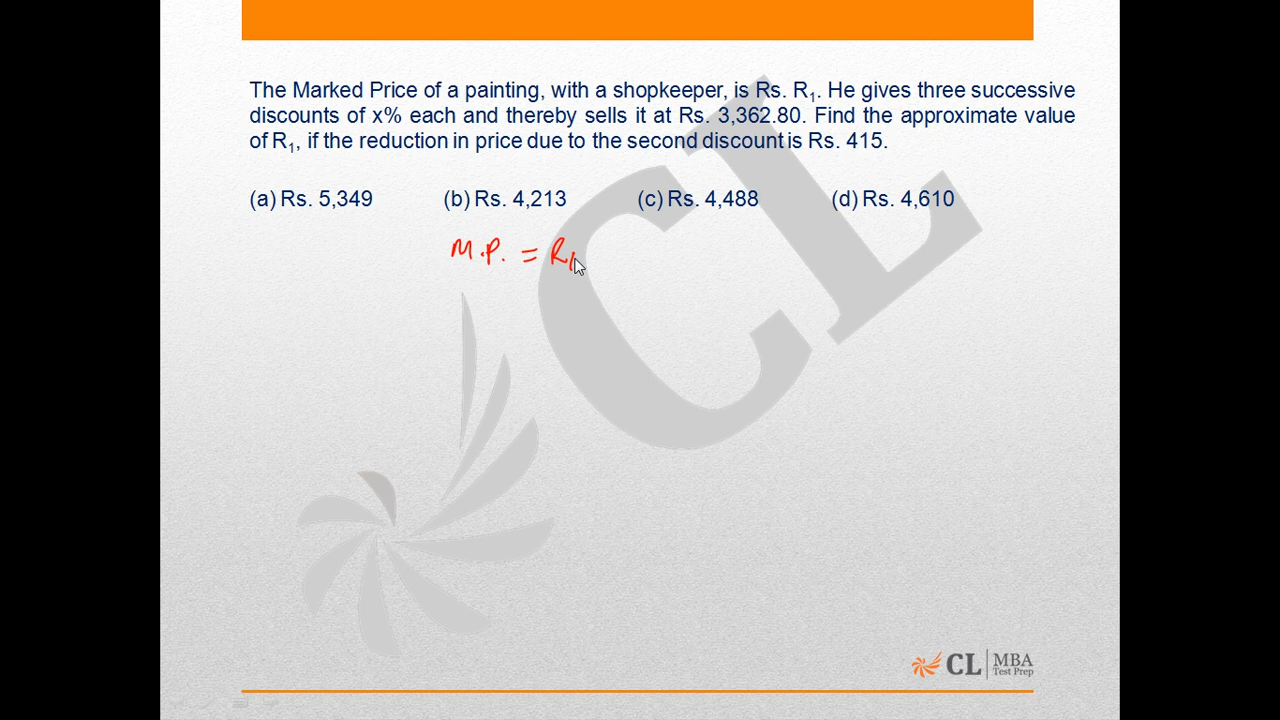 The Marked Price of a painting, with a shopkeeper, is Rs. R₁. He gives three successive
discounts of x% each and thereby sells it at Rs. 3,362.80. Find the approximate value
of R₁, if the reduction in price due to the second discount is Rs. 415.
(a) Rs. 5,349 (b) Rs. 4,213 (c) Rs. 4,488 (d) Rs. 4,610
M.P. = R₁
CL
CL MBA
Test Prep